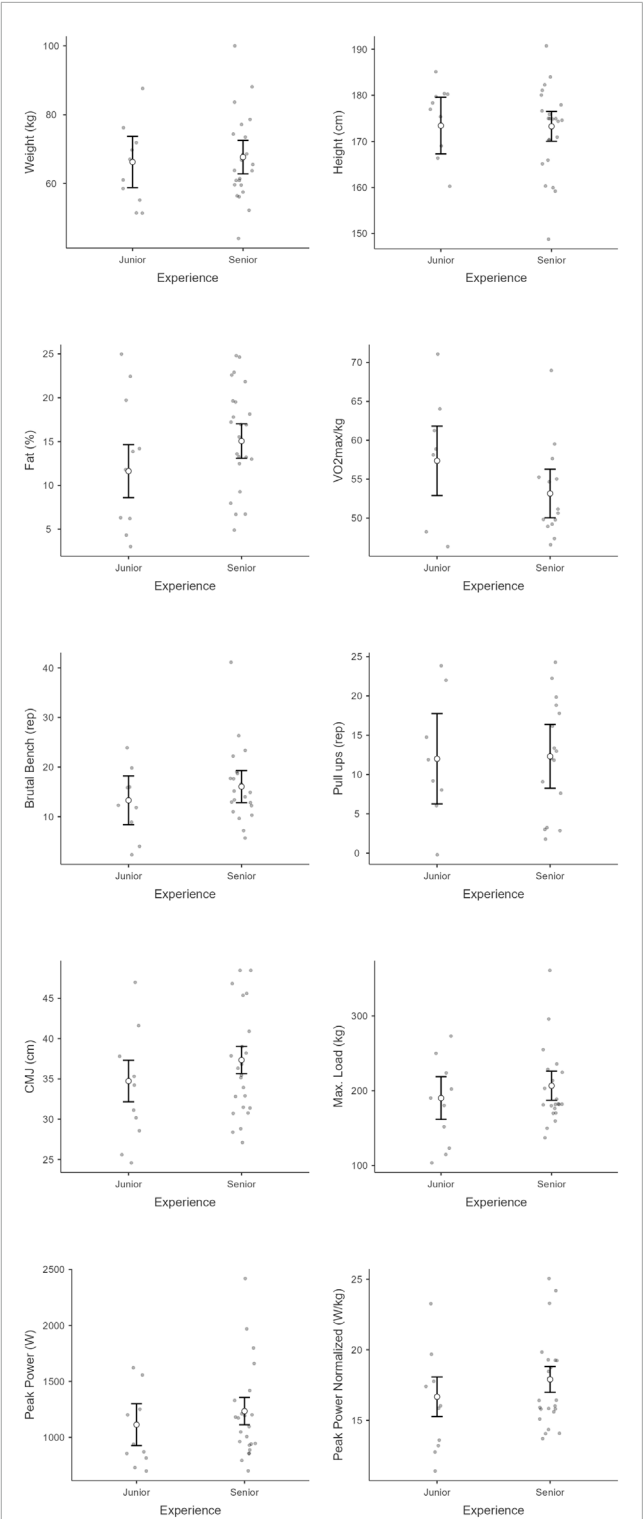 Weight (kg)
100
80
60
Junior
Senior
Experience
Height (cm)
190
180
170
160
150
Junior
Senior
Experience
Fat (%)
25
20
15
10
5
Junior
Senior
Experience
VO2max/kg
70
65
60
55
50
Junior
Senior
Experience
Brutal Bench (rep)
40
30
20
10
Junior
Senior
Experience
Pull ups (rep)
25
20
15
10
5
0
Junior
Senior
Experience
CMJ (cm)
45
40
35
30
25
Junior
Senior
Experience
Max. Load (kg)
300
200
100
Junior
Senior
Experience
Peak Power (W)
2500
2000
1500
1000
Junior
Senior
Experience
Peak Power Normalized (W/kg)
25
20
15
Junior
Senior
Experience